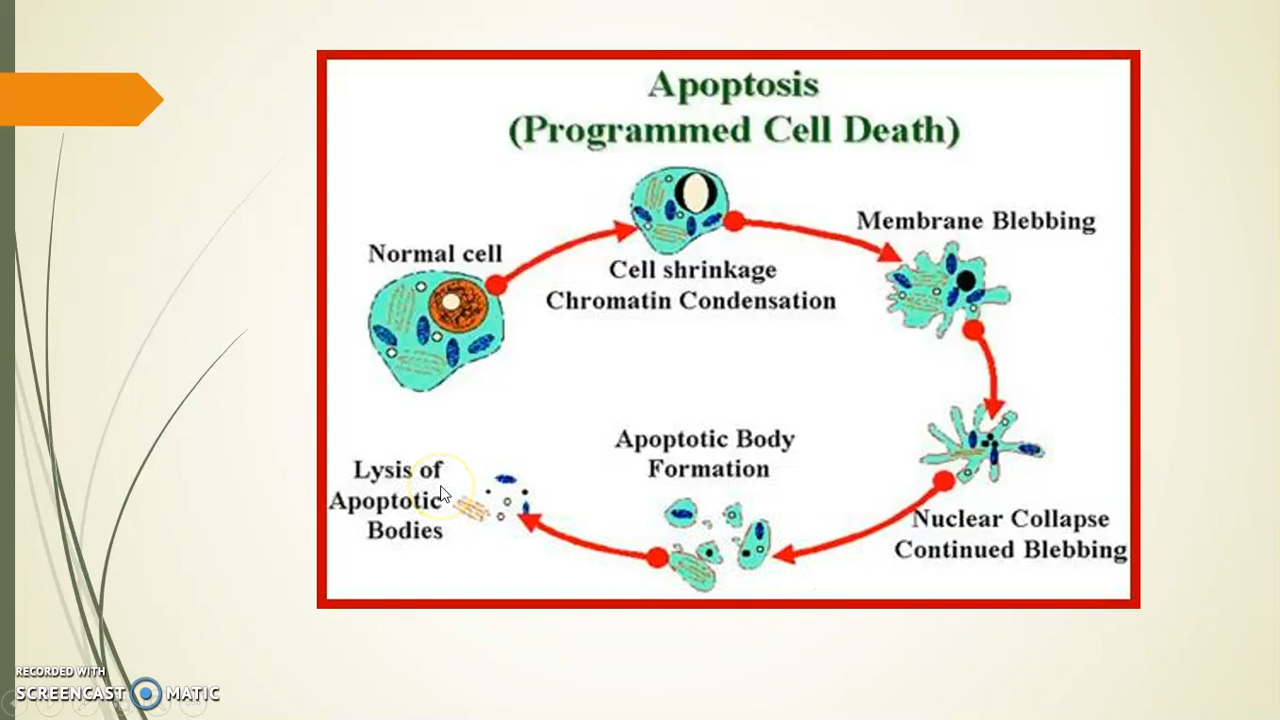 Apoptosis
(Programmed Cell Death)
Normal cell
Cell shrinkage
Chromatin Condensation
Membrane Blebbing
Nuclear Collapse
Continued Blebbing
Apoptotic Body
Formation
Lysis of
Apoptotic
Bodies
RECORDED WITH
SCREENCAST MATIC